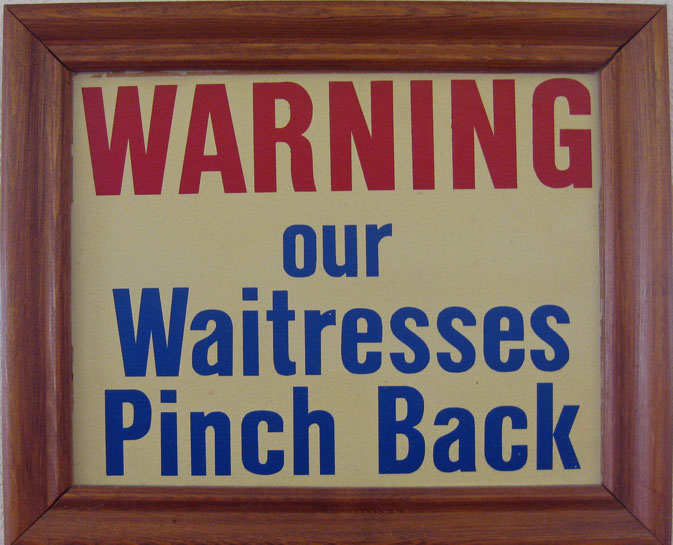 WARNING
our
Waitresses
Pinch Back